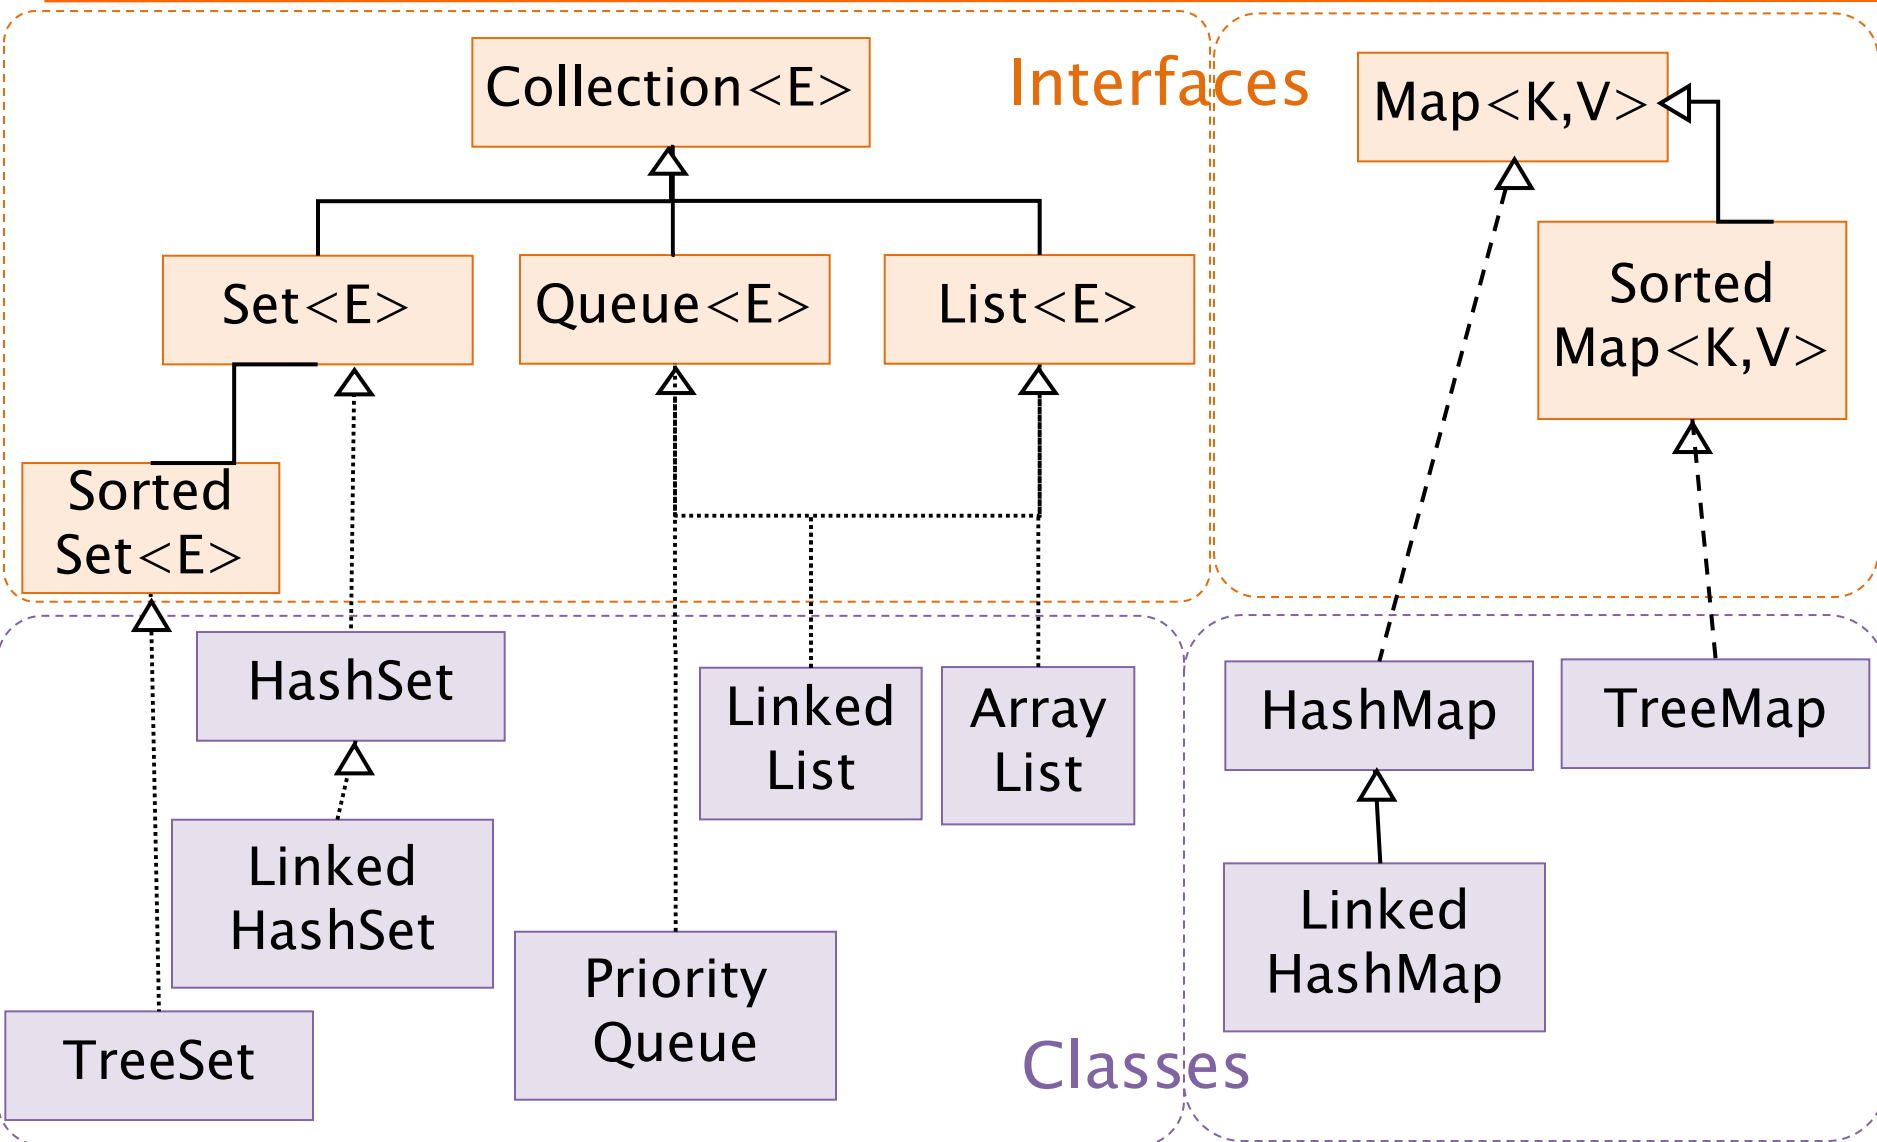 Collection<E>
Interfaces
Map<K,V>
Set<E>
Queue<E>
List<E>
Sorted
Map<K,V>
Sorted
Set<E>
HashSet
Linked
List
Array
List
HashMap
TreeMap
Linked
HashSet
Linked
HashMap
Priority
Queue
TreeSet
Classes